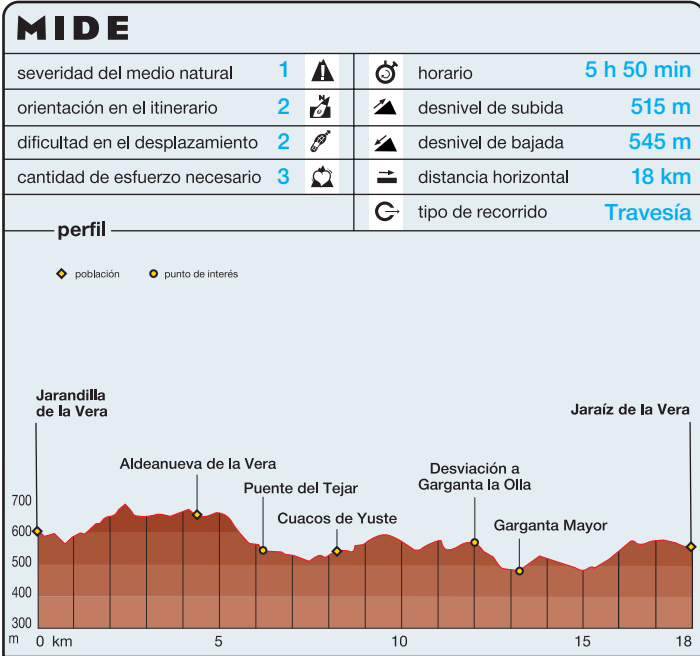 MIDE
severidad del medio natural 1
horario 5 h 50 min
orientación en el itinerario 2
desnivel de subida 515 m
dificultad en el desplazamiento 2
desnivel de bajada 545 m
cantidad de esfuerzo necesario 3
distancia horizontal 18 km
tipo de recorrido Travesía
perfil
población
punto de interés
Jarandilla
de la Vera
Jaraíz de la Vera
Aldeanueva de la Vera
Desviación a
Garganta la Olla
Puente del Tejar
Cuacos de Yuste
Garganta Mayor
700
600
500
400
300
m 0 km 5 10 15 18
N